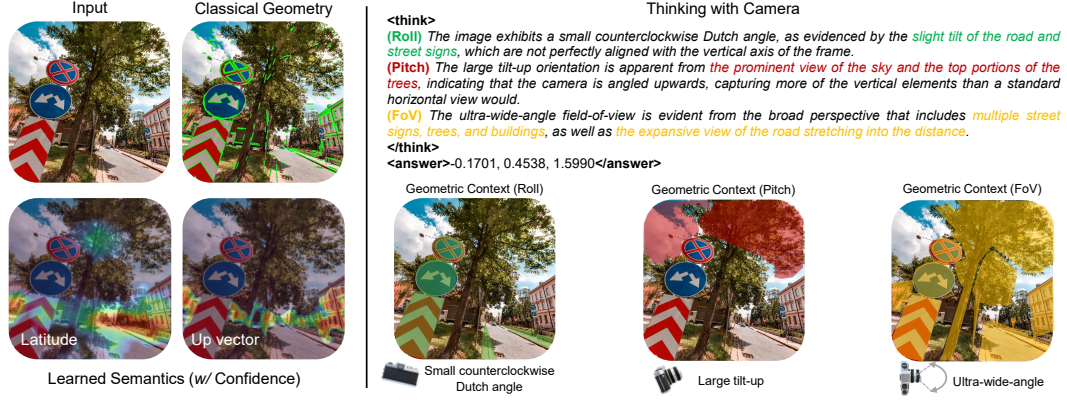 Input
Classical Geometry
Latitude
Up vector
Learned Semantics (w/ Confidence)
Thinking with Camera
<think>
(Roll) The image exhibits a small counterclockwise Dutch angle, as evidenced by the slight tilt of the road and
street signs, which are not perfectly aligned with the vertical axis of the frame.
(Pitch) The large tilt-up orientation is apparent from the prominent view of the sky and the top portions of the
trees, indicating that the camera is angled upwards, capturing more of the vertical elements than a standard
horizontal view would.
(FoV) The ultra-wide-angle field-of-view is evident from the broad perspective that includes multiple street
signs, trees, and buildings, as well as the expansive view of the road stretching into the distance.
</think>
<answer>-0.1701, 0.4538, 1.5990</answer>
Geometric Context (Roll)
Geometric Context (Pitch)
Geometric Context (FoV)
Small counterclockwise
Dutch angle
Large tilt-up
Ultra-wide-angle